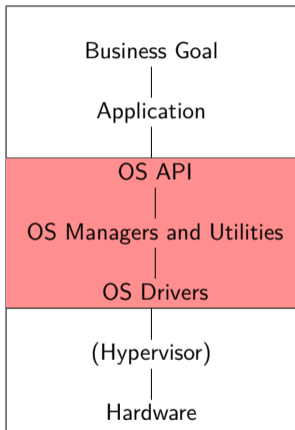 Business Goal
Application
OS API
OS Managers and Utilities
OS Drivers
(Hypervisor)
Hardware